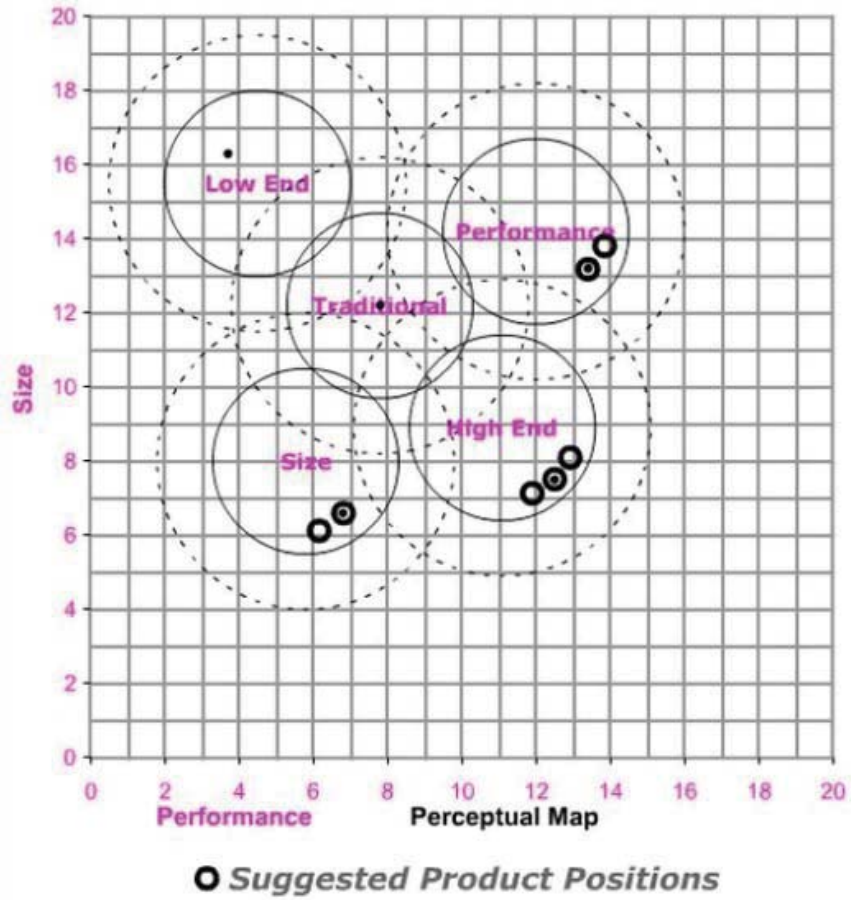 20
18
16
14
12
10
8
6
4
2
0
Size
Low End
Performance
Traditional
High End
Size
0 2 4 6 8 10 12 14 16 18 20
Performance Perceptual Map
Suggested Product Positions